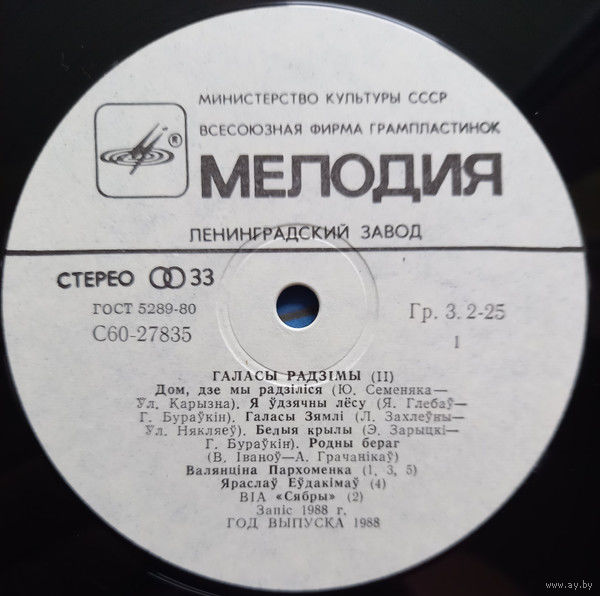 МИНИСТЕРСТВО КУЛЬТУРЫ СССР
ВСЕСОЮЗНАЯ ФИРМА ГРАМПЛАСТИНОК
®
МЕЛОДИЯ
ЛЕНИНГРАДСКИЙ ЗАВОД
СТЕРЕО 33
ГОСТ 5289-80
С60-27835
Гр. 3. 2-25
1
ГАЛАСЫ РАДЗІМЫ (II)
Дом, дзе мы радзіліся (Ю. Семеняка—
Ул. Карызна). Я ўдзячны лёсу (Я. Глебаў—
Г. Бураўкін). Галасы Зямлі (Л. Захлеўны—
Ул. Някляеў). Белыя крылы (Э. Зарыцкі—
Г. Бураўкін). Родны бераг
(В. Іваноў—А. Грачанікаў)
Валянціна Пархоменка (1, 3, 5)
Яраслаў Еўдакімаў (4)
ВІА «Сябры» (2)
Запіс 1988 г.
ГОД ВЫПУСКА 1988
www.ay.by